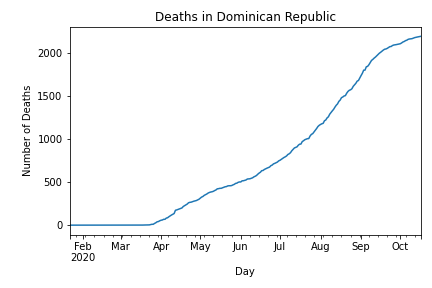 Deaths in Dominican Republic
Number of Deaths
2000
1500
1000
500
0
Feb Mar Apr May Jun Jul Aug Sep Oct
2020
Day